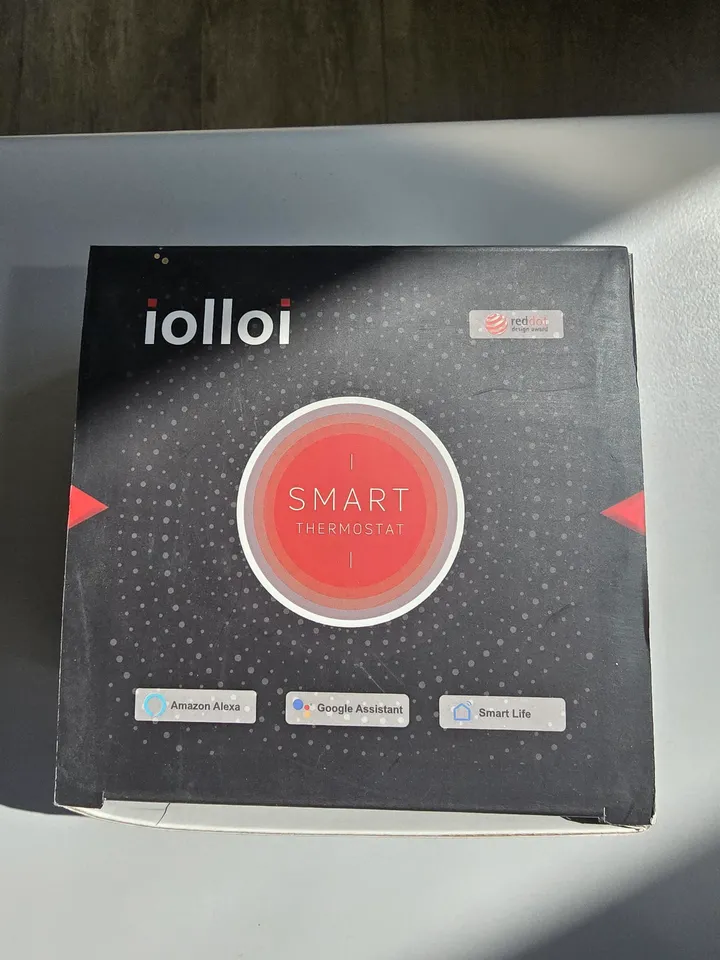 iolloi
reddot
design award
SMART
THERMOSTAT
Amazon Alexa
Google Assistant
Smart Life